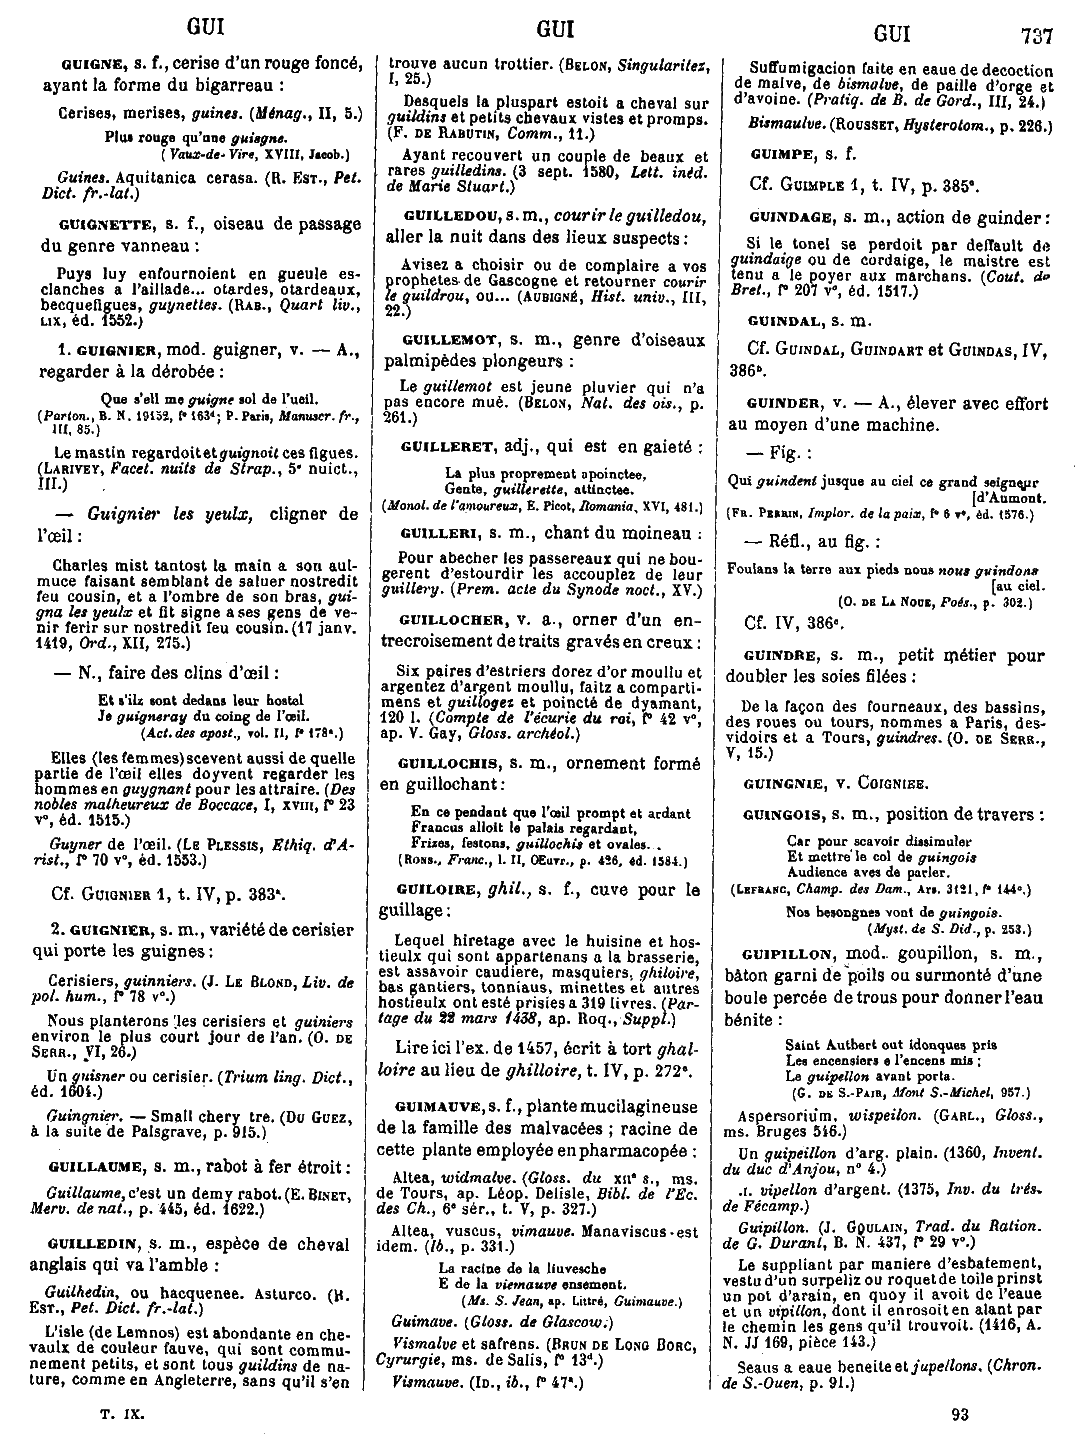 GUI
GUI
GUI
737
GUIGNE, s. f., cerise d'un rouge foncé,
ayant la forme du bigarreau :
Cerises, merises, guines. (Ménag., II, 5.)
Plus rouge qu'une guisgne.
(Vaux-de-Vire, XVIII, Jacob.)
Guines. Aquitanica cerasa. (R. EST., Pet.
Dict. fr.-lat.)
GUIGNETTE, s. f., oiseau de passage
du genre vanneau :
Puys luy enfournoient en gueule es-
clanches a l'aillade... otardes, otardeaux,
becquefigues, guynettes. (RAB., Quart liv.,
LIX, éd. 1552.)
1. GUIGNIER, mod. guigner, v. — A.,
regarder à la dérobée :
Que s'ell me guigne sol de l'ueil.
(Parton., B. N. 19152, f° 163d; P. Paris, Manuscr. fr.,
III, 85.)
Le mastin regardoit et guignoit ces figues.
(LARIVEY, Facet. nuits de Strap., 5e nuict.,
III.)
— Guignier les yeulx, cligner de
l'œil :
Charles mist tantost la main a son aul-
muce faisant semblant de saluer nostredit
feu cousin, et a l'ombre de son bras, gui-
gna les yeulx et fit signe a ses gens de ve-
nir ferir sur nostredit feu cousin. (17 janv.
1419, Ord., XII, 275.)
— N., faire des clins d'œil :
Et s'ilz sont dedans leur hostel
Je guigneray du coing de l'œil.
(Act. des apost., vol. II, f° 178a.)
Elles (les femmes) scevent aussi de quelle
partie de l'œil elles doyvent regarder les
hommes en guygnant pour les attraire. (Des
nobles malheureux de Boccace, I, XVIII, f° 23
v°, éd. 1515.)
Guyner de l'œil. (LE PLESSIS, Ethiq. d'A-
rist., f° 70 v°, éd. 1553.)
Cf. GUIGNIER 1, t. IV, p. 383a.
2. GUIGNIER, s. m., variété de cerisier
qui porte les guignes :
Cerisiers, guinniers. (J. LE BLOND, Liv. de
pol. hum., f° 78 v°.)
Nous planterons les cerisiers et guiniers
environ le plus court jour de l'an. (O. DE
SERR., VI, 26.)
Un guisner ou cerisier. (Trium ling. Dict.,
éd. 1604.)
Guingnier. — Small chery tre. (DU GUEZ,
à la suite de Palsgrave, p. 915.)
GUILLAUME, s. m., rabot à fer étroit :
Guillaume, c'est un demy rabot. (E. BINET,
Merv. de nat., p. 445, éd. 1622.)
GUILLEDIN, s. m., espèce de cheval
anglais qui va l'amble :
Guilhedin, ou hacquenee. Asturco. (R.
EST., Pet. Dict. fr.-lat.)
L'isle (de Lemnos) est abondante en che-
vaulx de couleur fauve, qui sont commu-
nement petits, et sont tous guildins de na-
ture, comme en Angleterre, sans qu'il s'en
T. IX.
trouve aucun trottier. (BELON, Singularitez,
I, 25.)
Desquels la pluspart estoit a cheval sur
guildins et petits chevaux vistes et promps.
(F. DE RABUTIN, Comm., II.)
Ayant recouvert un couple de beaux et
rares guilledins. (3 sept. 1580, Lett. inéd.
de Marie Stuart.)
GUILLEDOU, s. m., courir le guilledou,
aller la nuit dans des lieux suspects :
Avisez a choisir ou de complaire a vos
prophetes de Gascogne et retourner courir
le guildrou, ou... (AUBIGNÉ, Hist. univ., III,
22.)
GUILLEMOT, s. m., genre d'oiseaux
palmipèdes plongeurs :
Le guillemot est jeune pluvier qui n'a
pas encore mué. (BELON, Nat. des ois., p.
261.)
GUILLERET, adj., qui est en gaieté :
La plus proprement apoinctee,
Gente, guillerette, attinctee.
(Monol. de l'amoureux, E. Picot, Romania, XVI, 481.)
GUILLERI, s. m., chant du moineau :
Pour abecher les passereaux qui ne bou-
gerent d'estourdir les accouplez de leur
guillery. (Prem. acte du Synode noct., XV.)
GUILLOCHER, v. a., orner d'un en-
trecroisement de traits gravés en creux :
Six paires d'estriers dorez d'or moullu et
argentez d'argent moullu, faitz a comparti-
mens et guillogez et poincté de dyamant,
120 l. (Compte de l'écurie du roi, f° 42 v°,
ap. V. Gay, Gloss. archéol.)
GUILLOCHIS, s. m., ornement formé
en guillochant :
En ce pendant que l'œil prompt et ardant
Francus alloit le palais regardant,
Frizes, festons, guillochis et ovales..
(RONS., Franc., l. II, OEuvr., p. 426, éd. 1584.)
GUILOIRE, ghil., s. f., cuve pour le
guillage :
Lequel hiretage avec le huisine et hos-
tieulx qui sont appartenans a la brasserie,
est assavoir caudiere, masquiers, ghiloire,
bas gantiers, tonniaus, minettes et autres
hostieulx ont esté prisies a 319 livres. (Par-
tage du 22 mars 1438, ap. Roq., Suppl.)
Lire ici l'ex. de 1457, écrit à tort ghal-
loire au lieu de ghilloire, t. IV, p. 272a.
GUIMAUVE, s. f., plante mucilagineuse
de la famille des malvacées ; racine de
cette plante employée en pharmacopée :
Altea, widmalve. (Gloss. du XIIe s., ms.
de Tours, ap. Léop. Delisle, Bibl. de l'Ec.
des Ch., 6e sér., t. V, p. 327.)
Altea, vuscus, vimauve. Manaviscus est
idem. (Ib., p. 331.)
La racine de la liuvesche
E de la viemauve ensement.
(Ms. S. Jean, ap. Littré, Guimauve.)
Guimave. (Gloss. de Glascow.)
Vismalve et safrens. (BRUN DE LONG BORC,
Cyrurgie, ms. de Salis, f° 13d.)
Vismauve. (ID., ib., f° 47a.)
Suffumigacion faite en eaue de decoction
de malve, de bismalve, de paille d'orge et
d'avoine. (Pratiq. de B. de Gord., III, 24.)
Bismaulve. (ROUSSET, Hysterotom., p. 226.)
GUIMPE, s. f.
Cf. GUIMPLE 1, t. IV, p. 385a.
GUINDAGE, s. m., action de guinder :
Si le tonel se perdoit par deffault de
guindaige ou de cordaige, le maistre est
tenu a le poyer aux marchans. (Cout. de
Bret., f° 207 v°, éd. 1517.)
GUINDAL, s. m.
Cf. GUINDAL, GUINDART et GUINDAS, IV,
386b.
GUINDER, v. — A., élever avec effort
au moyen d'une machine.
— Fig. :
Qui guindent jusque au ciel ce grand seigneur
[d'Aumont.
(FR. PERRIN, Implor. de la paix, f° 6 v°, éd. 1576.)
— Réfl., au fig. :
Foulans la terre aux pieds nous nous guindons
[au ciel.
(O. DE LA NOUE, Poés., p. 302.)
Cf. IV, 386c.
GUINDRE, s. m., petit métier pour
doubler les soies filées :
De la façon des fourneaux, des bassins,
des roues ou tours, nommes a Paris, des-
vidoirs et a Tours, guindres. (O. DE SERR.,
V, 15.)
GUINGNIE, v. COIGNIEE.
GUINGOIS, s. m., position de travers :
Car pour scavoir dissimuler
Et mettre le col de guingois
Audience aves de parler.
(LEFRANC, Champ. des Dam., Ars. 3121, f° 144c.)
Nos besongnes vont de guingois.
(Myst. de S. Did., p. 253.)
GUIPILLON, mod. goupillon, s. m.,
bâton garni de poils ou surmonté d'une
boule percée de trous pour donner l'eau
bénite :
Saint Autbert out idonques pris
Les encensiers e l'encens mis ;
Le guipellon avant porta.
(G. DE S.-PAIR, Mont S.-Michel, 957.)
Aspersorium, wispeilon. (GARL., Gloss.,
ms. Bruges 546.)
Un guipeillon d'arg. plain. (1360, Invent.
du duc d'Anjou, n° 4.)
.I. vipellon d'argent. (1375, Inv. du trés.
de Fécamp.)
Guipillon. (J. GOULAIN, Trad. du Ration.
de G. Durant, B. N. 437, f° 29 v°.)
Le suppliant par maniere d'esbatement,
vestu d'un surpeliz ou roquet de toile prinst
un pot d'arain, en quoy il avoit de l'eaue
et un vipillon, dont il enrosoit en alant par
le chemin les gens qu'il trouvoit. (1416, A.
N. JJ 169, pièce 143.)
Seaus a eaue beneite et jupellons. (Chron.
de S.-Ouen, p. 91.)
93